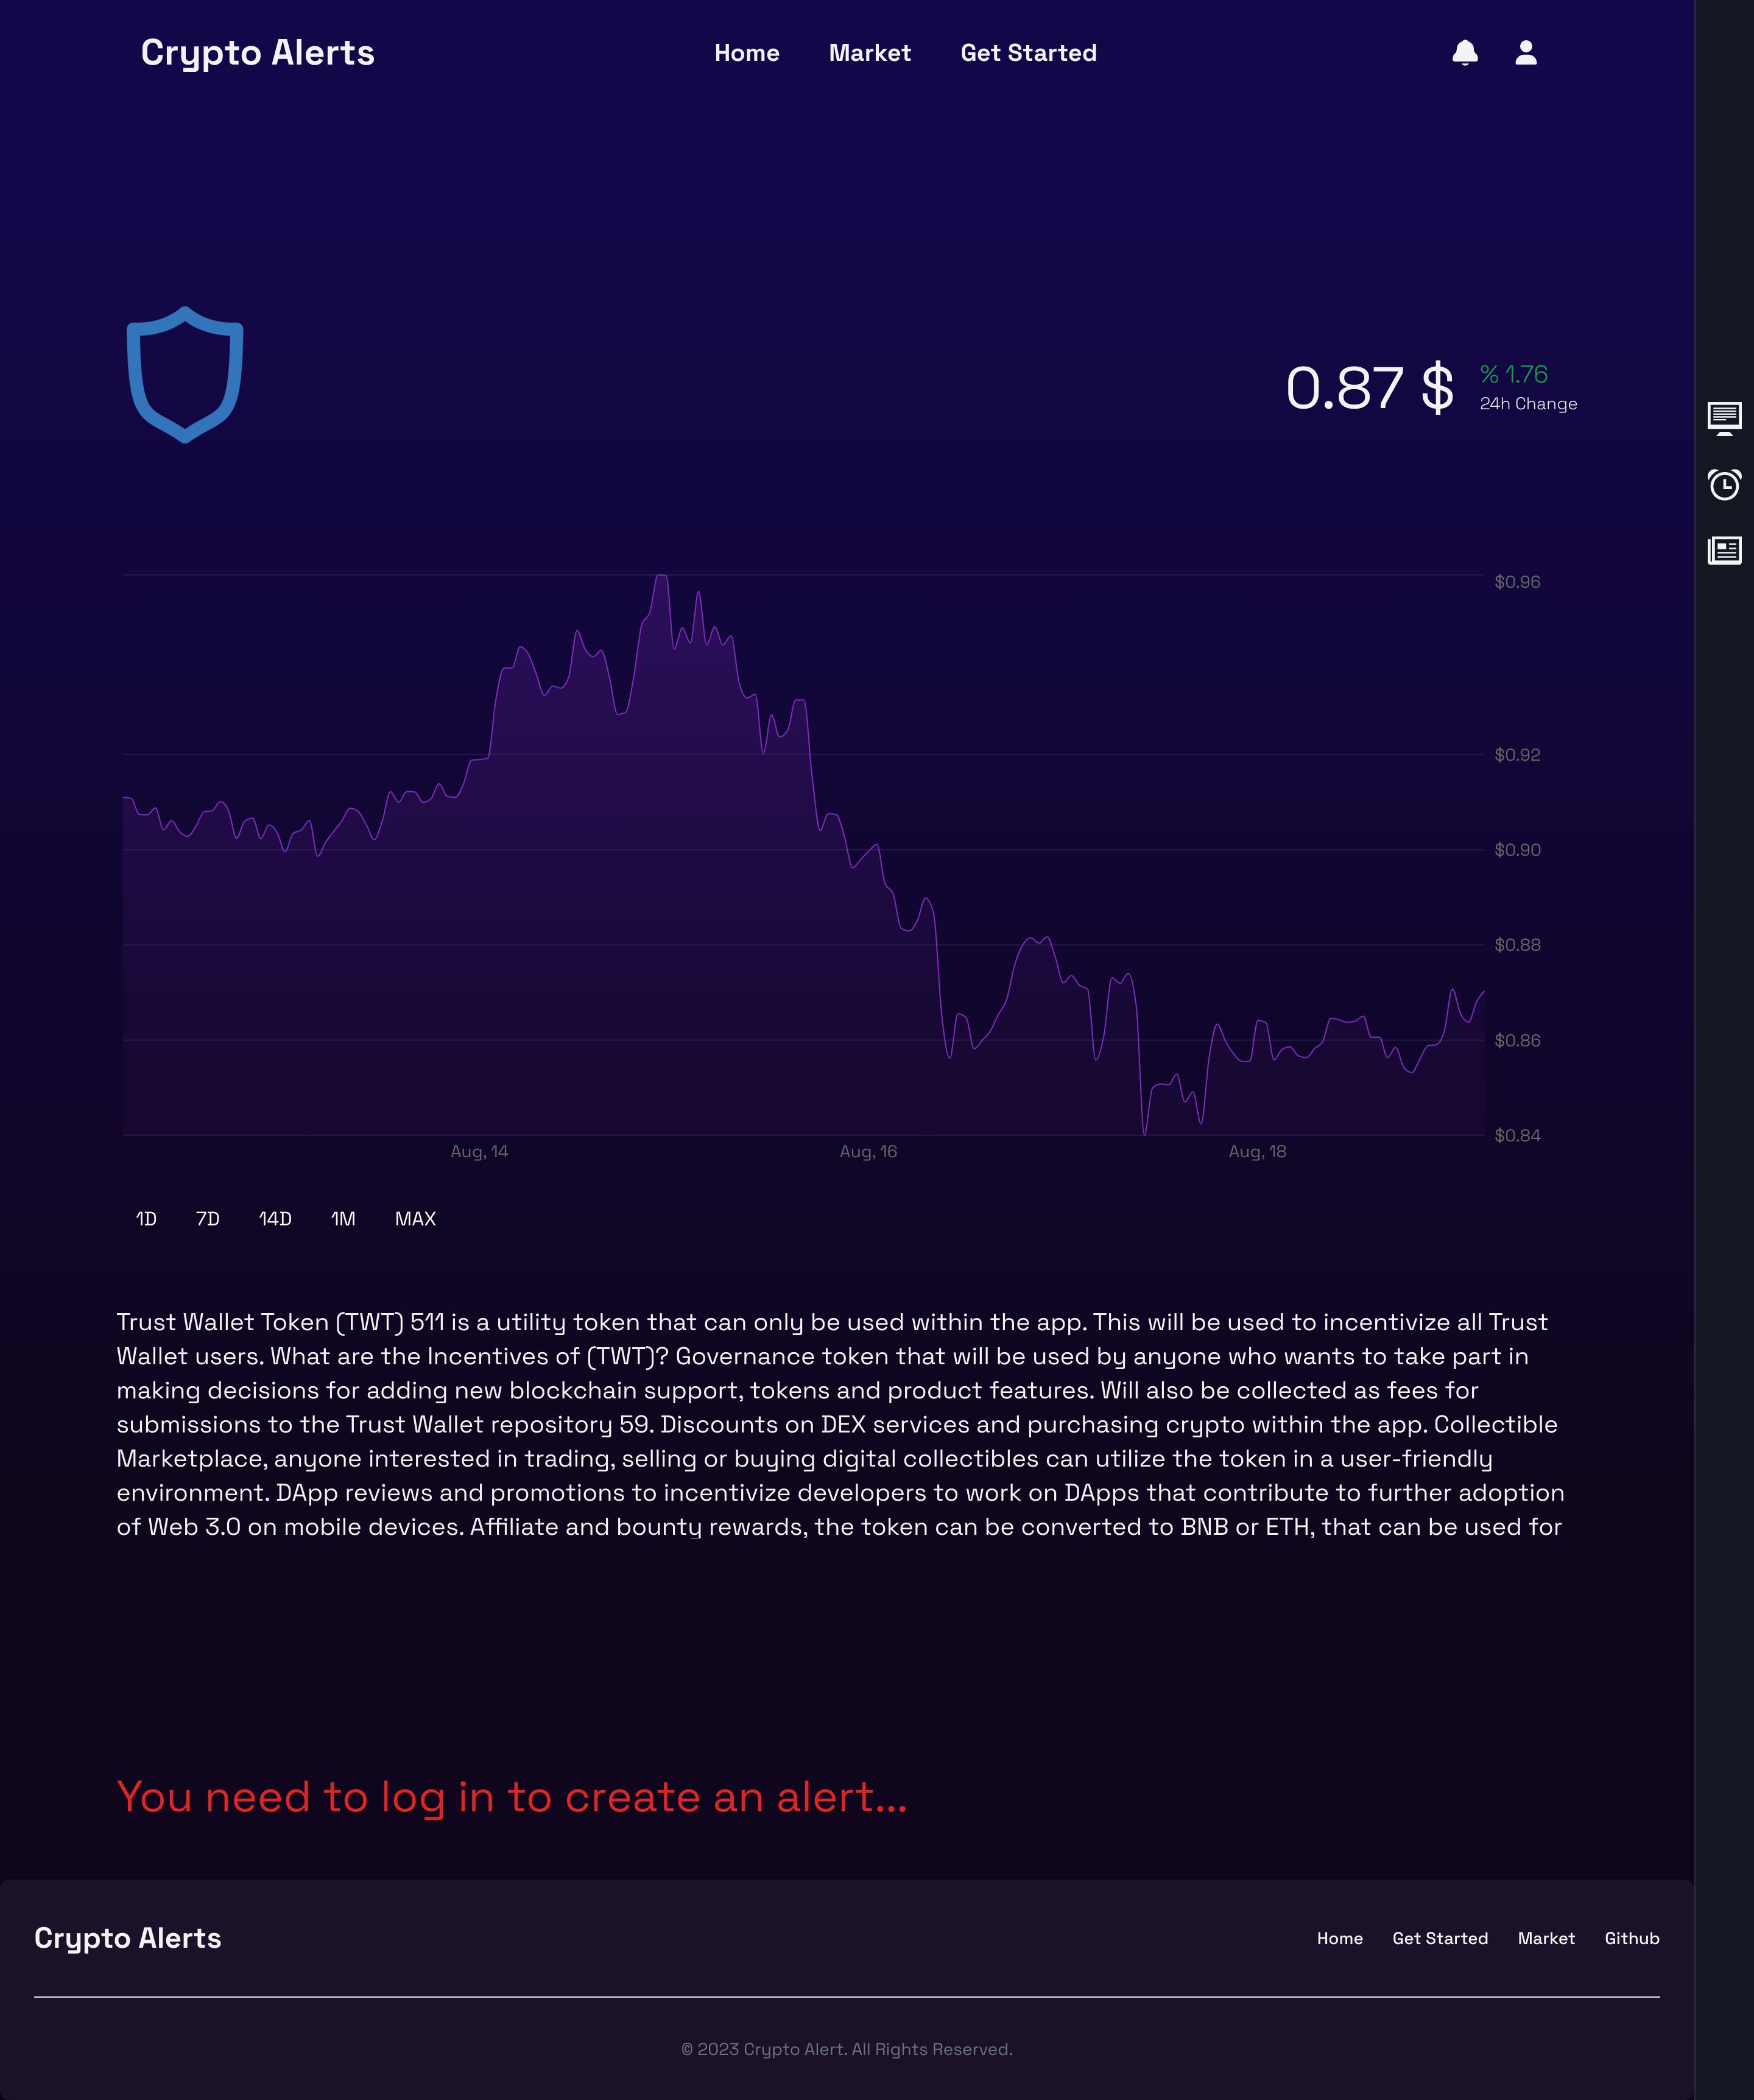 Crypto Alerts
Home Market Get Started
0.87 $
% 1.76
24h Change
$0.96
$0.92
$0.90
$0.88
$0.86
$0.84
Aug, 14 Aug, 16 Aug, 18
1D 7D 14D 1M MAX
Trust Wallet Token (TWT) 511 is a utility token that can only be used within the app. This will be used to incentivize all Trust
Wallet users. What are the Incentives of (TWT)? Governance token that will be used by anyone who wants to take part in
making decisions for adding new blockchain support, tokens and product features. Will also be collected as fees for
submissions to the Trust Wallet repository 59. Discounts on DEX services and purchasing crypto within the app. Collectible
Marketplace, anyone interested in trading, selling or buying digital collectibles can utilize the token in a user-friendly
environment. DApp reviews and promotions to incentivize developers to work on DApps that contribute to further adoption
of Web 3.0 on mobile devices. Affiliate and bounty rewards, the token can be converted to BNB or ETH, that can be used for
You need to log in to create an alert...
Crypto Alerts
Home Get Started Market Github
© 2023 Crypto Alert. All Rights Reserved.